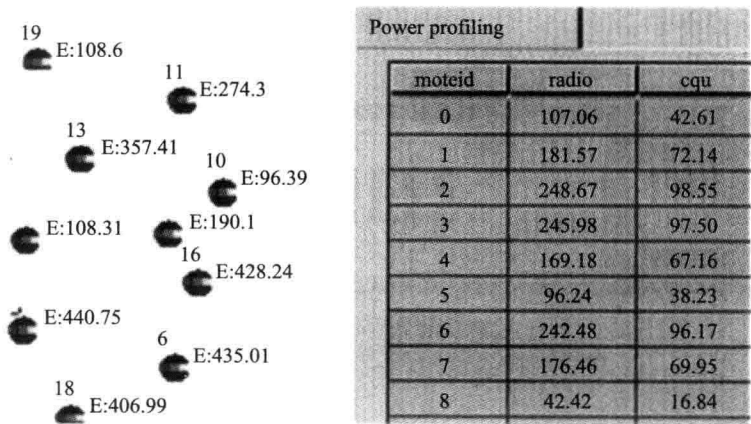 19
E:108.6
11
E:274.3
13
E:357.41
10
E:96.39
E:108.31
E:190.1
16
E:428.24
E:440.75
6
E:435.01
18
E:406.99
Power profiling
moteid radio cqu
0 107.06 42.61
1 181.57 72.14
2 248.67 98.55
3 245.98 97.50
4 169.18 67.16
5 96.24 38.23
6 242.48 96.17
7 176.46 69.95
8 42.42 16.84